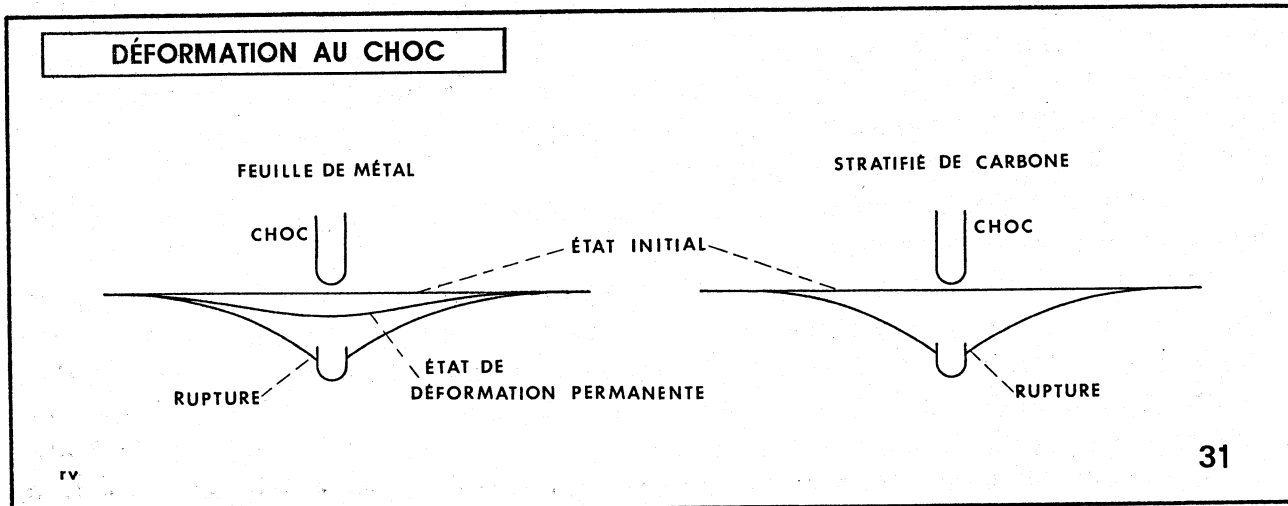 DÉFORMATION AU CHOC
FEUILLE DE MÉTAL
STRATIFIÉ DE CARBONE
CHOC
CHOC
ÉTAT INITIAL
ÉTAT DE
DÉFORMATION PERMANENTE
RUPTURE
RUPTURE
31
rv